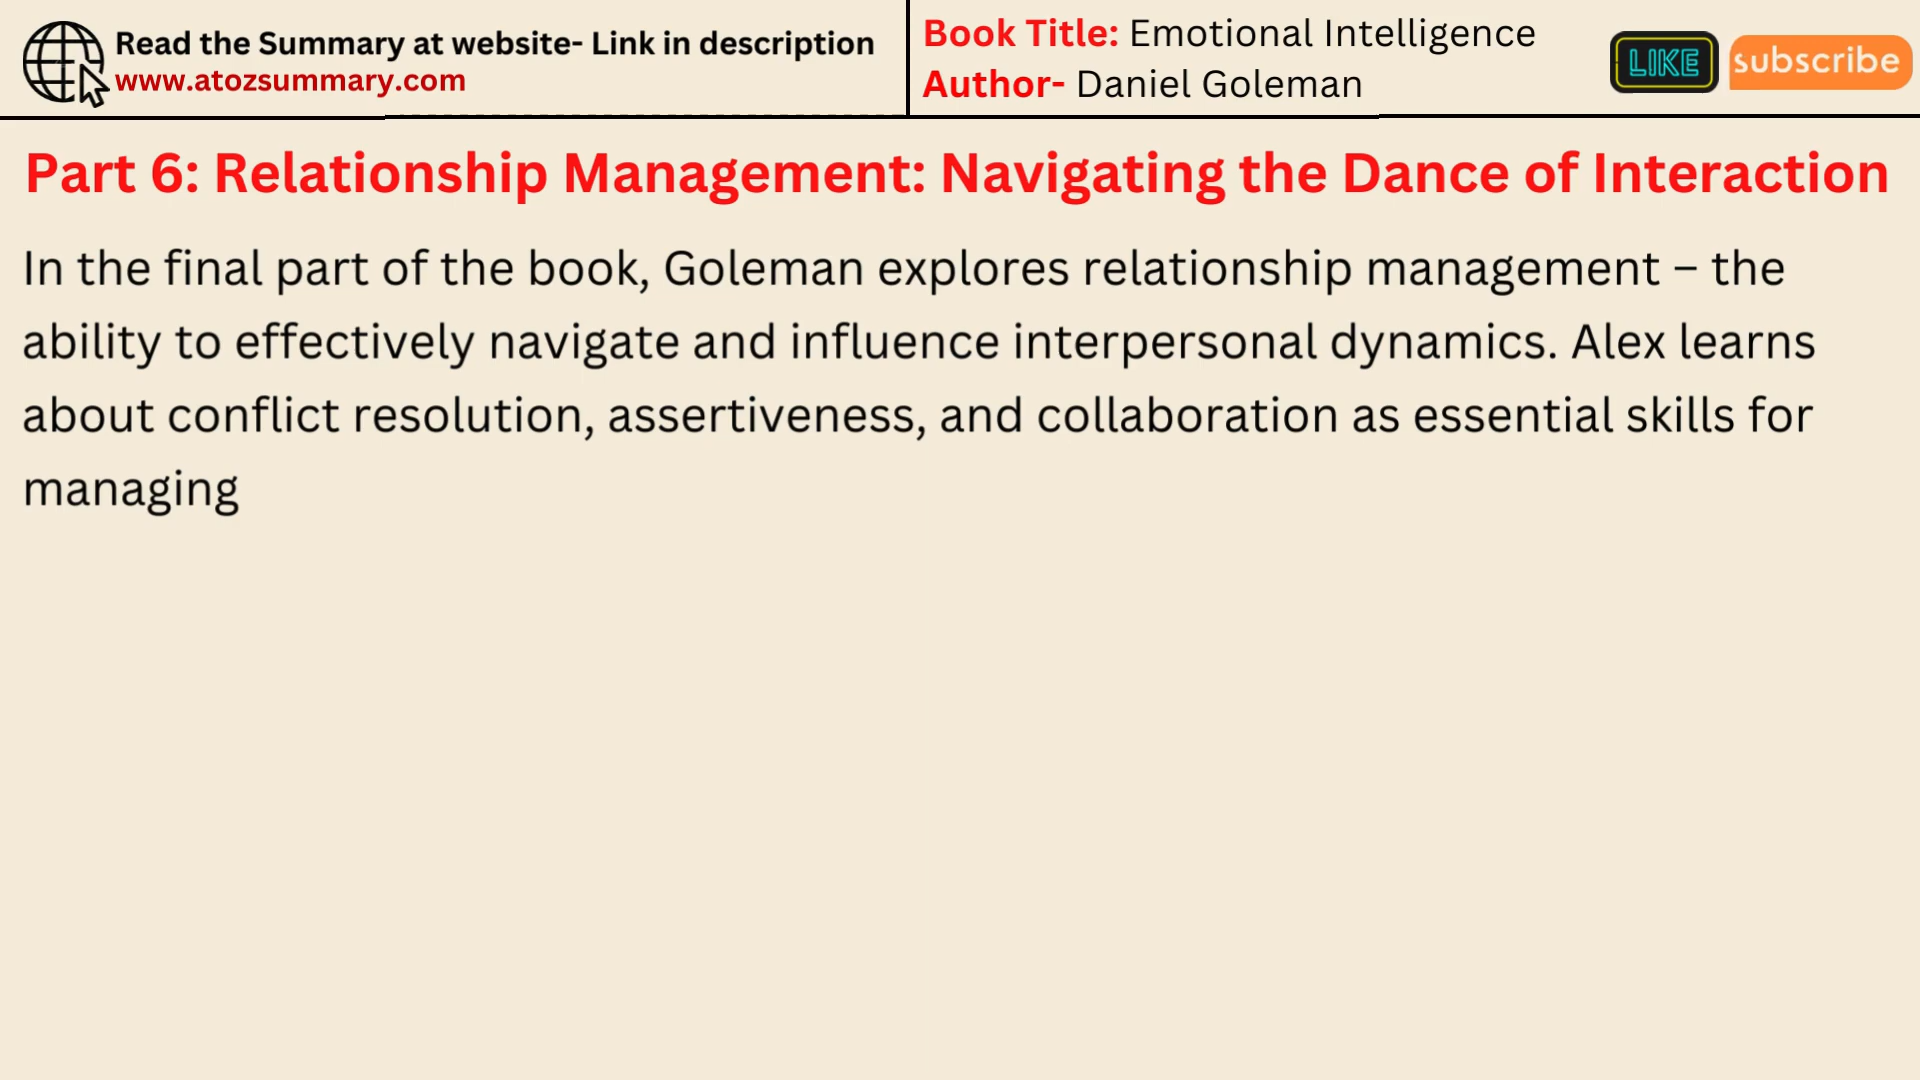 Read the Summary at website- Link in description
www.atozsummary.com
Book Title: Emotional Intelligence
Author- Daniel Goleman
LIKE
subscribe
Part 6: Relationship Management: Navigating the Dance of Interaction
In the final part of the book, Goleman explores relationship management – the
ability to effectively navigate and influence interpersonal dynamics. Alex learns
about conflict resolution, assertiveness, and collaboration as essential skills for
managing